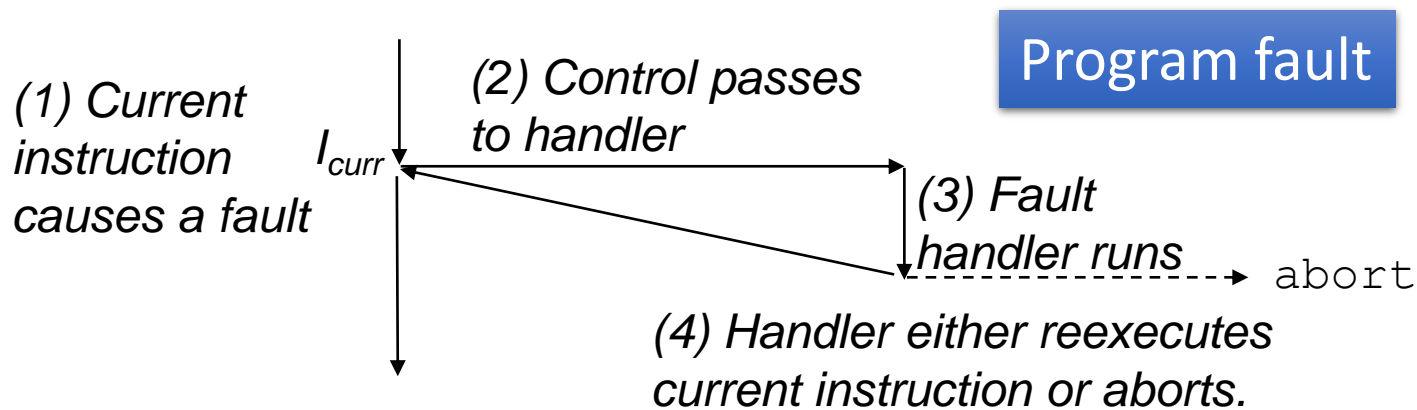 Program fault
(1) Current
instruction
causes a fault
Icurr
(2) Control passes
to handler
(3) Fault
handler runs
abort
(4) Handler either reexecutes
current instruction or aborts.